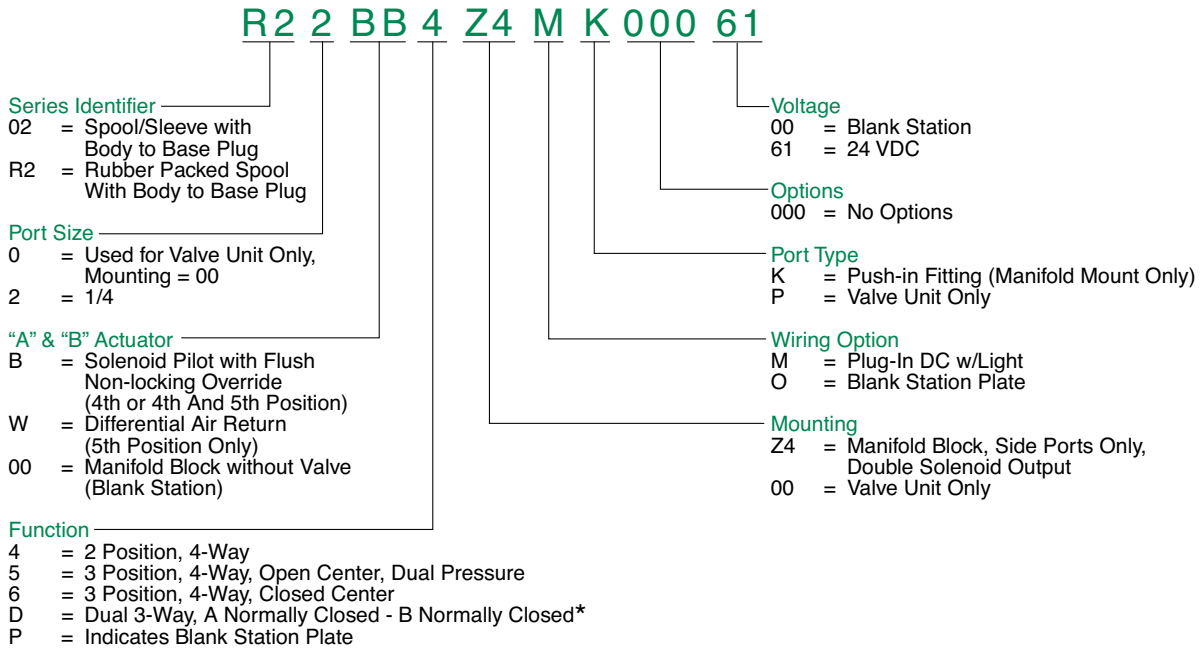 R2 2 BB 4 Z4 M K 000 61
Series Identifier
02 = Spool/Sleeve with
Body to Base Plug
R2 = Rubber Packed Spool
With Body to Base Plug
Port Size
0 = Used for Valve Unit Only,
Mounting = 00
2 = 1/4
“A” & “B” Actuator
B = Solenoid Pilot with Flush
Non-locking Override
(4th or 4th And 5th Position)
W = Differential Air Return
(5th Position Only)
00 = Manifold Block without Valve
(Blank Station)
Function
4 = 2 Position, 4-Way
5 = 3 Position, 4-Way, Open Center, Dual Pressure
6 = 3 Position, 4-Way, Closed Center
D = Dual 3-Way, A Normally Closed - B Normally Closed*
P = Indicates Blank Station Plate
Voltage
00 = Blank Station
61 = 24 VDC
Options
000 = No Options
Port Type
K = Push-in Fitting (Manifold Mount Only)
P = Valve Unit Only
Wiring Option
M = Plug-In DC w/Light
O = Blank Station Plate
Mounting
Z4 = Manifold Block, Side Ports Only,
Double Solenoid Output
00 = Valve Unit Only